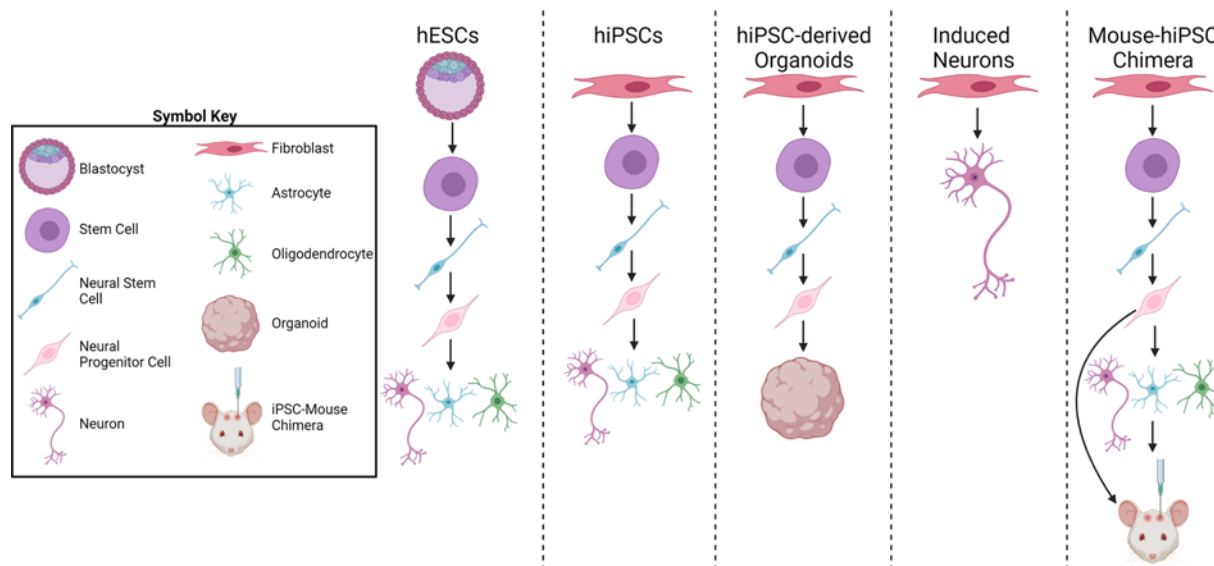 hESCs
hiPSCs
hiPSC-derived
Organoids
Induced
Neurons
Mouse-hiPSC
Chimera
Symbol Key
Blastocyst
Stem Cell
Neural Stem
Cell
Neural
Progenitor Cell
Neuron
Fibroblast
Astrocyte
Oligodendrocyte
Organoid
iPSC-Mouse
Chimera